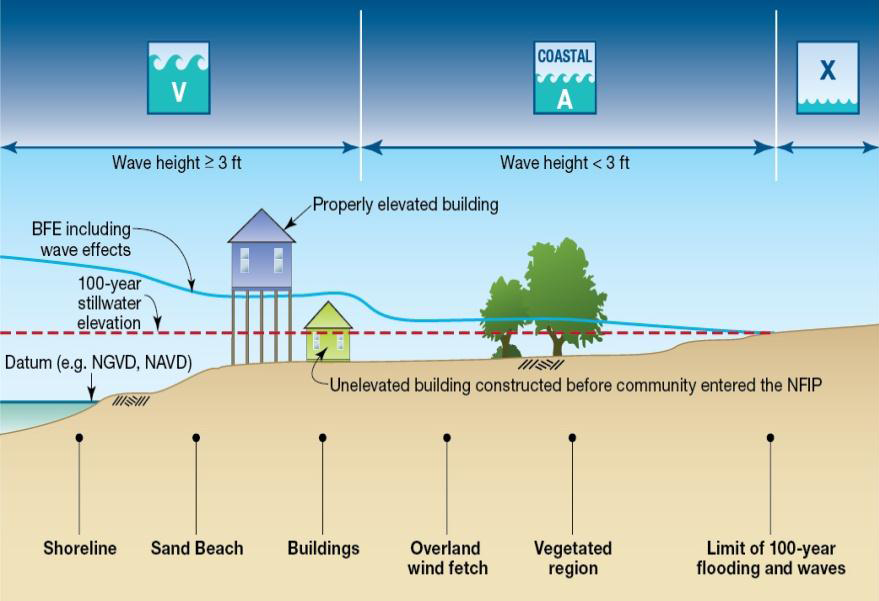 V
COASTAL
A
X
Wave height ≥ 3 ft
Wave height < 3 ft
Properly elevated building
BFE including
wave effects
100-year
stillwater
elevation
Datum (e.g. NGVD, NAVD)
Unelevated building constructed before community entered the NFIP
Shoreline
Sand Beach
Buildings
Overland
wind fetch
Vegetated
region
Limit of 100-year
flooding and waves